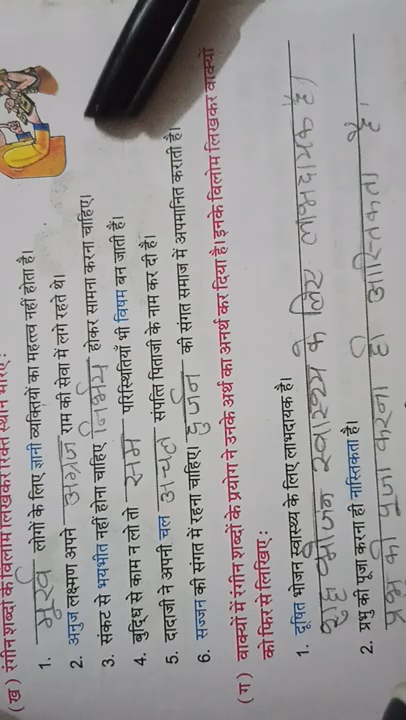 (ख) रंगीन शब्दों के विलोम लिखकर रिक्त स्थान भरिए:
1. मूर्ख लोगों के लिए ज्ञानी व्यक्तियों का महत्त्व नहीं होता है।
2. अनुज लक्ष्मण अपने अग्रज राम की सेवा में लगे रहते थे।
3. संकट से भयभीत नहीं होना चाहिए निर्भय होकर सामना करना चाहिए।
4. बुद्धि से काम न लो तो सम परिस्थितियाँ भी विषम बन जाती हैं।
5. दादाजी ने अपनी चल अचल संपत्ति पिताजी के नाम कर दी है।
6. सज्जन की संगत में रहना चाहिए। दुर्जन की संगत समाज में अपमानित कराती है।
(ग) वाक्यों में रंगीन शब्दों के प्रयोग ने उनके अर्थ का अनर्थ कर दिया है। इनके विलोम लिखकर वाक्यों
को फिर से लिखिए:
1. दूषित भोजन स्वास्थ्य के लिए लाभदायक है।
भोजन स्वास्थ्य के लिए लाभदायक है।
2. प्रभु की पूजा करना ही नास्तिकता है।
प्रभु की पूजा करना ही आस्तिकता है।